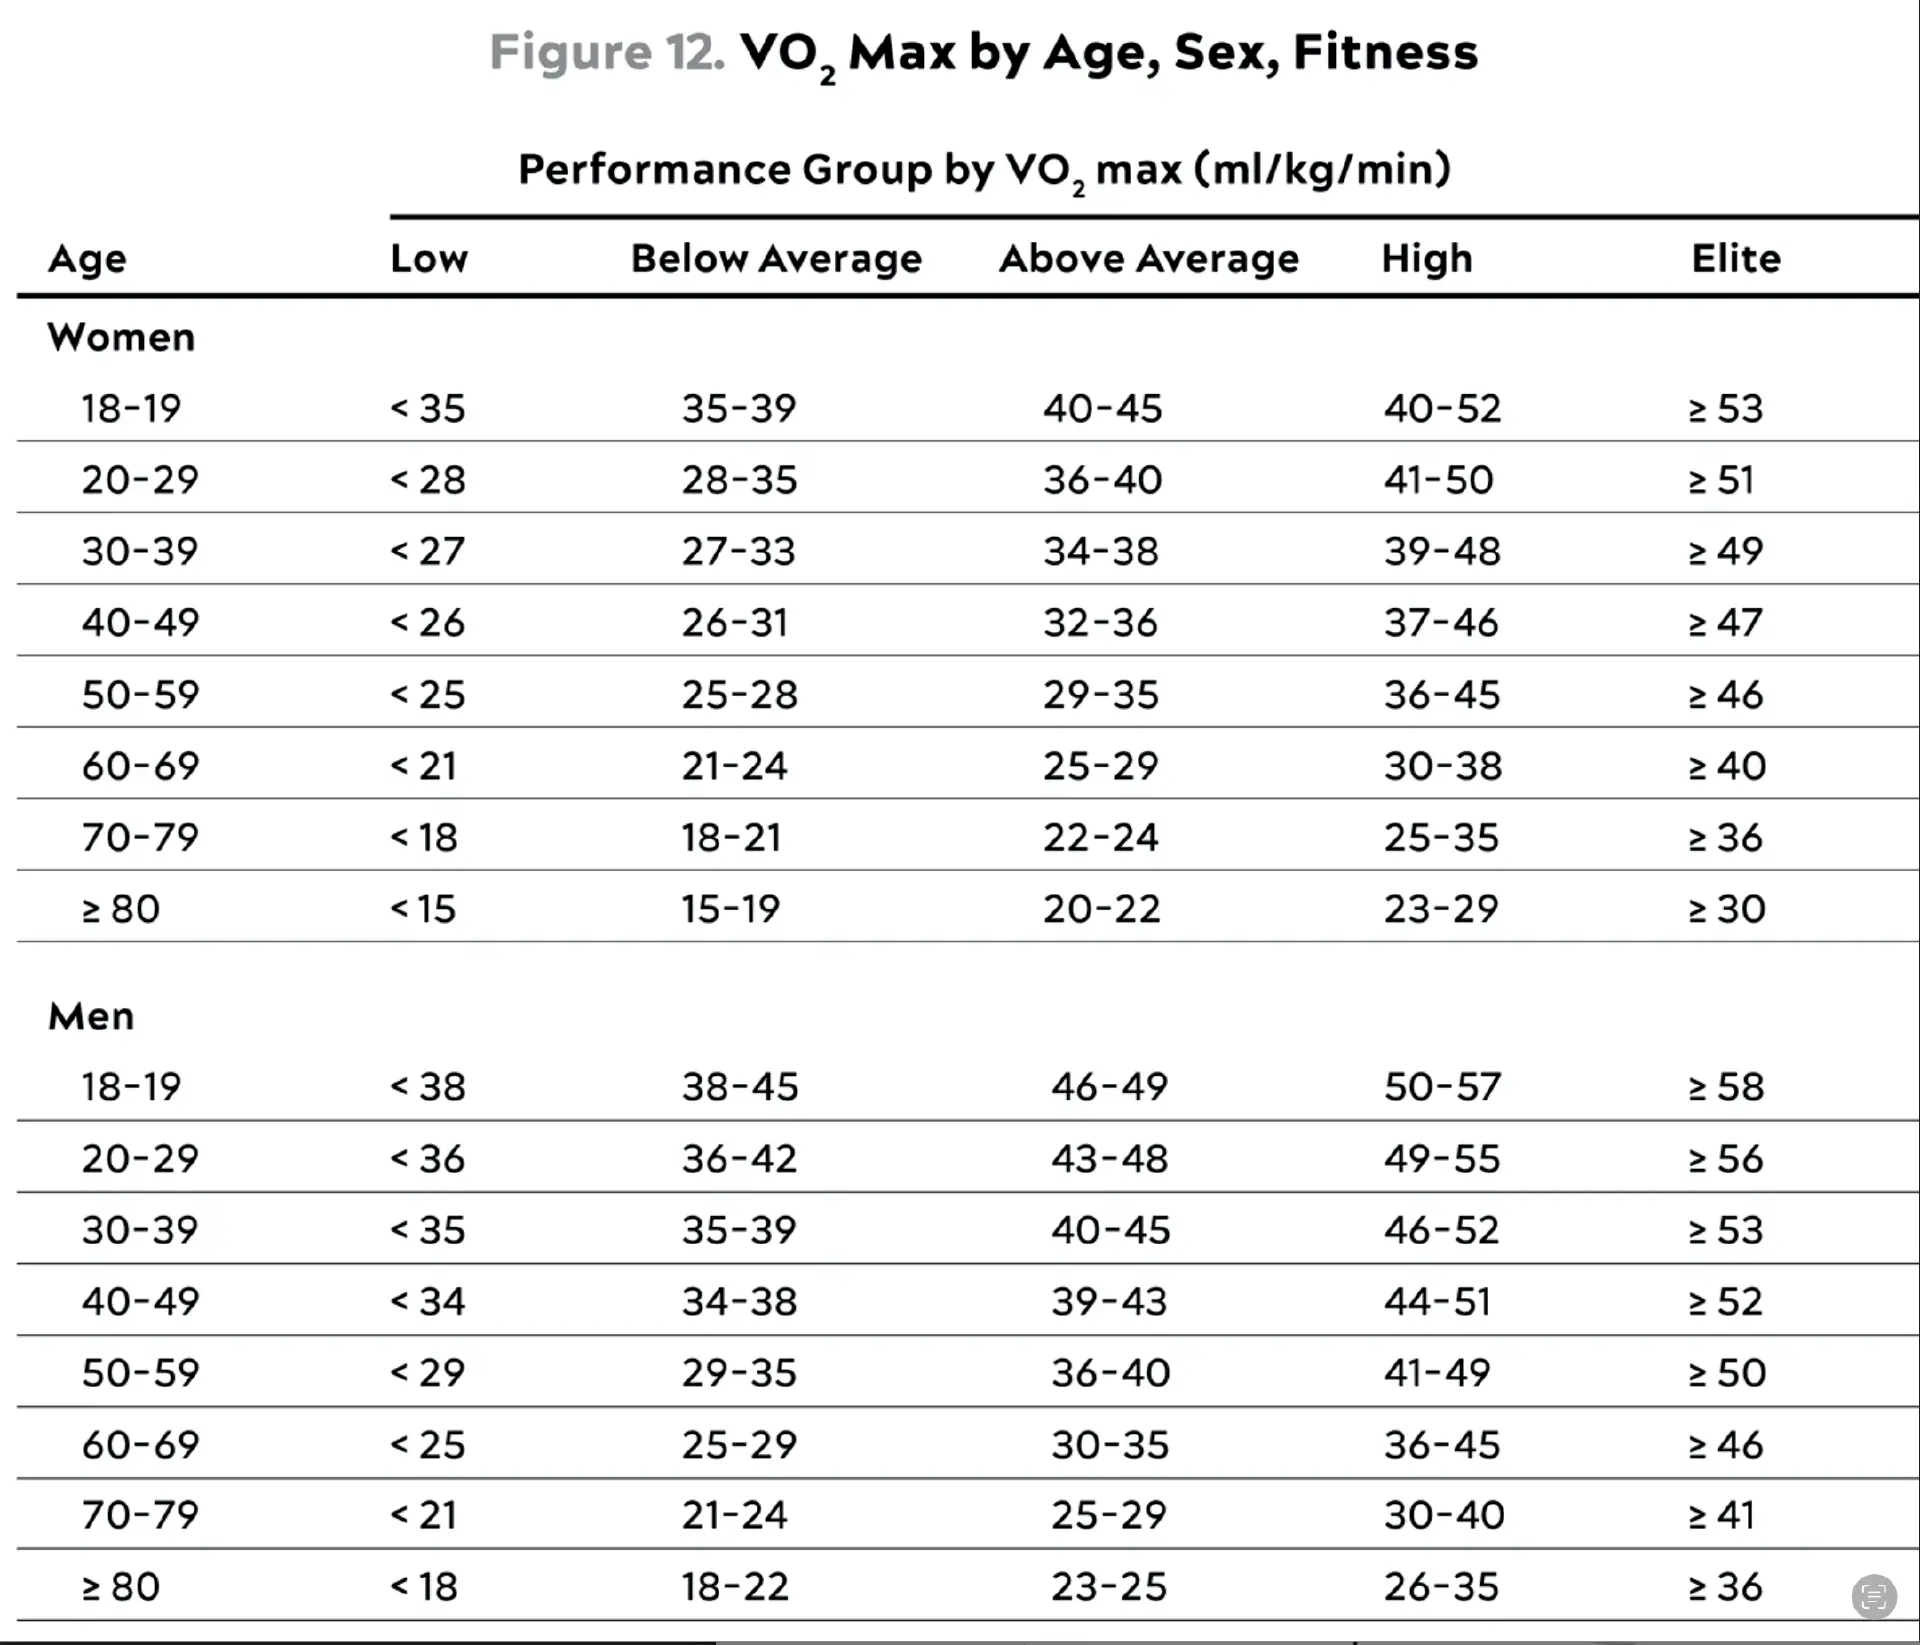 Figure 12. VO₂ Max by Age, Sex, Fitness
Performance Group by VO₂ max (ml/kg/min)
Age Low Below Average Above Average High Elite
Women
18-19 < 35 35-39 40-45 40-52 ≥ 53
20-29 < 28 28-35 36-40 41-50 ≥ 51
30-39 < 27 27-33 34-38 39-48 ≥ 49
40-49 < 26 26-31 32-36 37-46 ≥ 47
50-59 < 25 25-28 29-35 36-45 ≥ 46
60-69 < 21 21-24 25-29 30-38 ≥ 40
70-79 < 18 18-21 22-24 25-35 ≥ 36
≥ 80 < 15 15-19 20-22 23-29 ≥ 30
Men
18-19 < 38 38-45 46-49 50-57 ≥ 58
20-29 < 36 36-42 43-48 49-55 ≥ 56
30-39 < 35 35-39 40-45 46-52 ≥ 53
40-49 < 34 34-38 39-43 44-51 ≥ 52
50-59 < 29 29-35 36-40 41-49 ≥ 50
60-69 < 25 25-29 30-35 36-45 ≥ 46
70-79 < 21 21-24 25-29 30-40 ≥ 41
≥ 80 < 18 18-22 23-25 26-35 ≥ 36